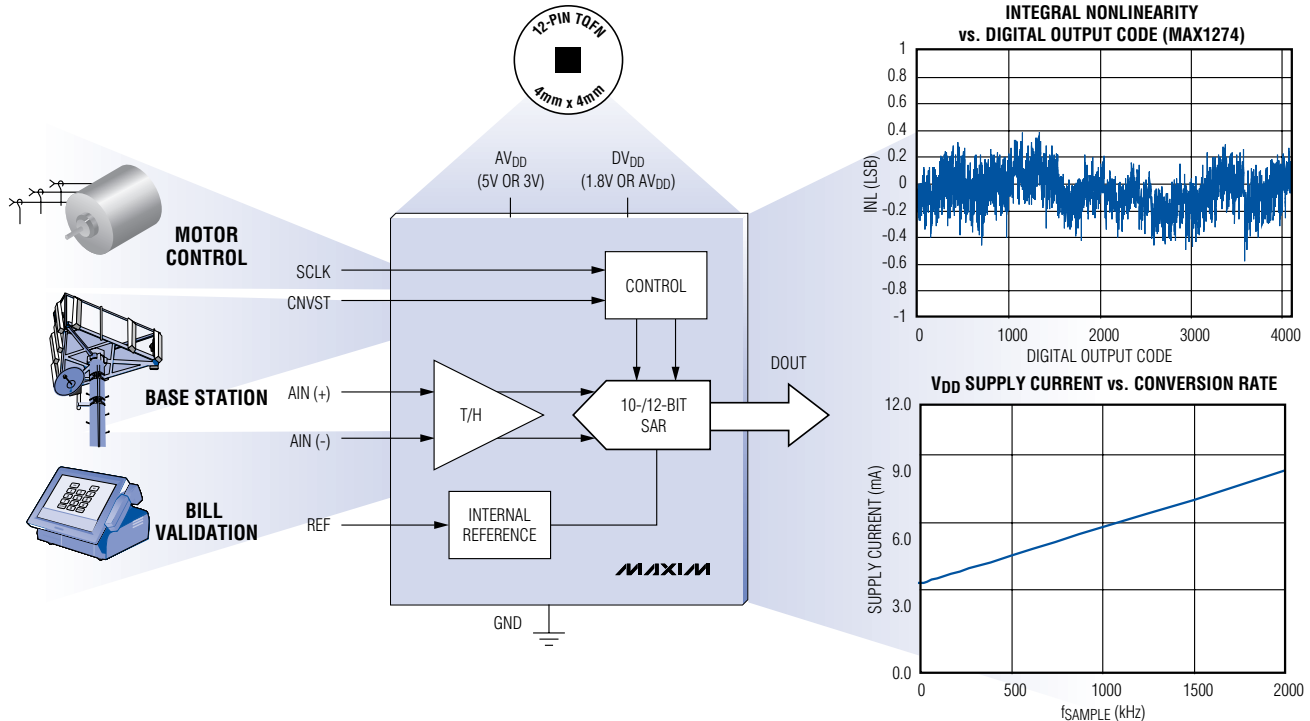 12-PIN TQFN
4mm x 4mm
AVDD
(5V OR 3V)
DVDD
(1.8V OR AVDD)
MOTOR
CONTROL
BASE STATION
BILL
VALIDATION
SCLK
CNVST
AIN (+)
AIN (-)
REF
CONTROL
T/H
10-/12-BIT
SAR
INTERNAL
REFERENCE
MAXIM
GND
DOUT
INTEGRAL NONLINEARITY
vs. DIGITAL OUTPUT CODE (MAX1274)
INL (LSB)
1
0.8
0.6
0.4
0.2
0
-0.2
-0.4
-0.6
-0.8
-1
0 1000 2000 3000 4000
DIGITAL OUTPUT CODE
VDD SUPPLY CURRENT vs. CONVERSION RATE
SUPPLY CURRENT (mA)
12.0
9.0
6.0
3.0
0.0
0 500 1000 1500 2000
fSAMPLE (kHz)